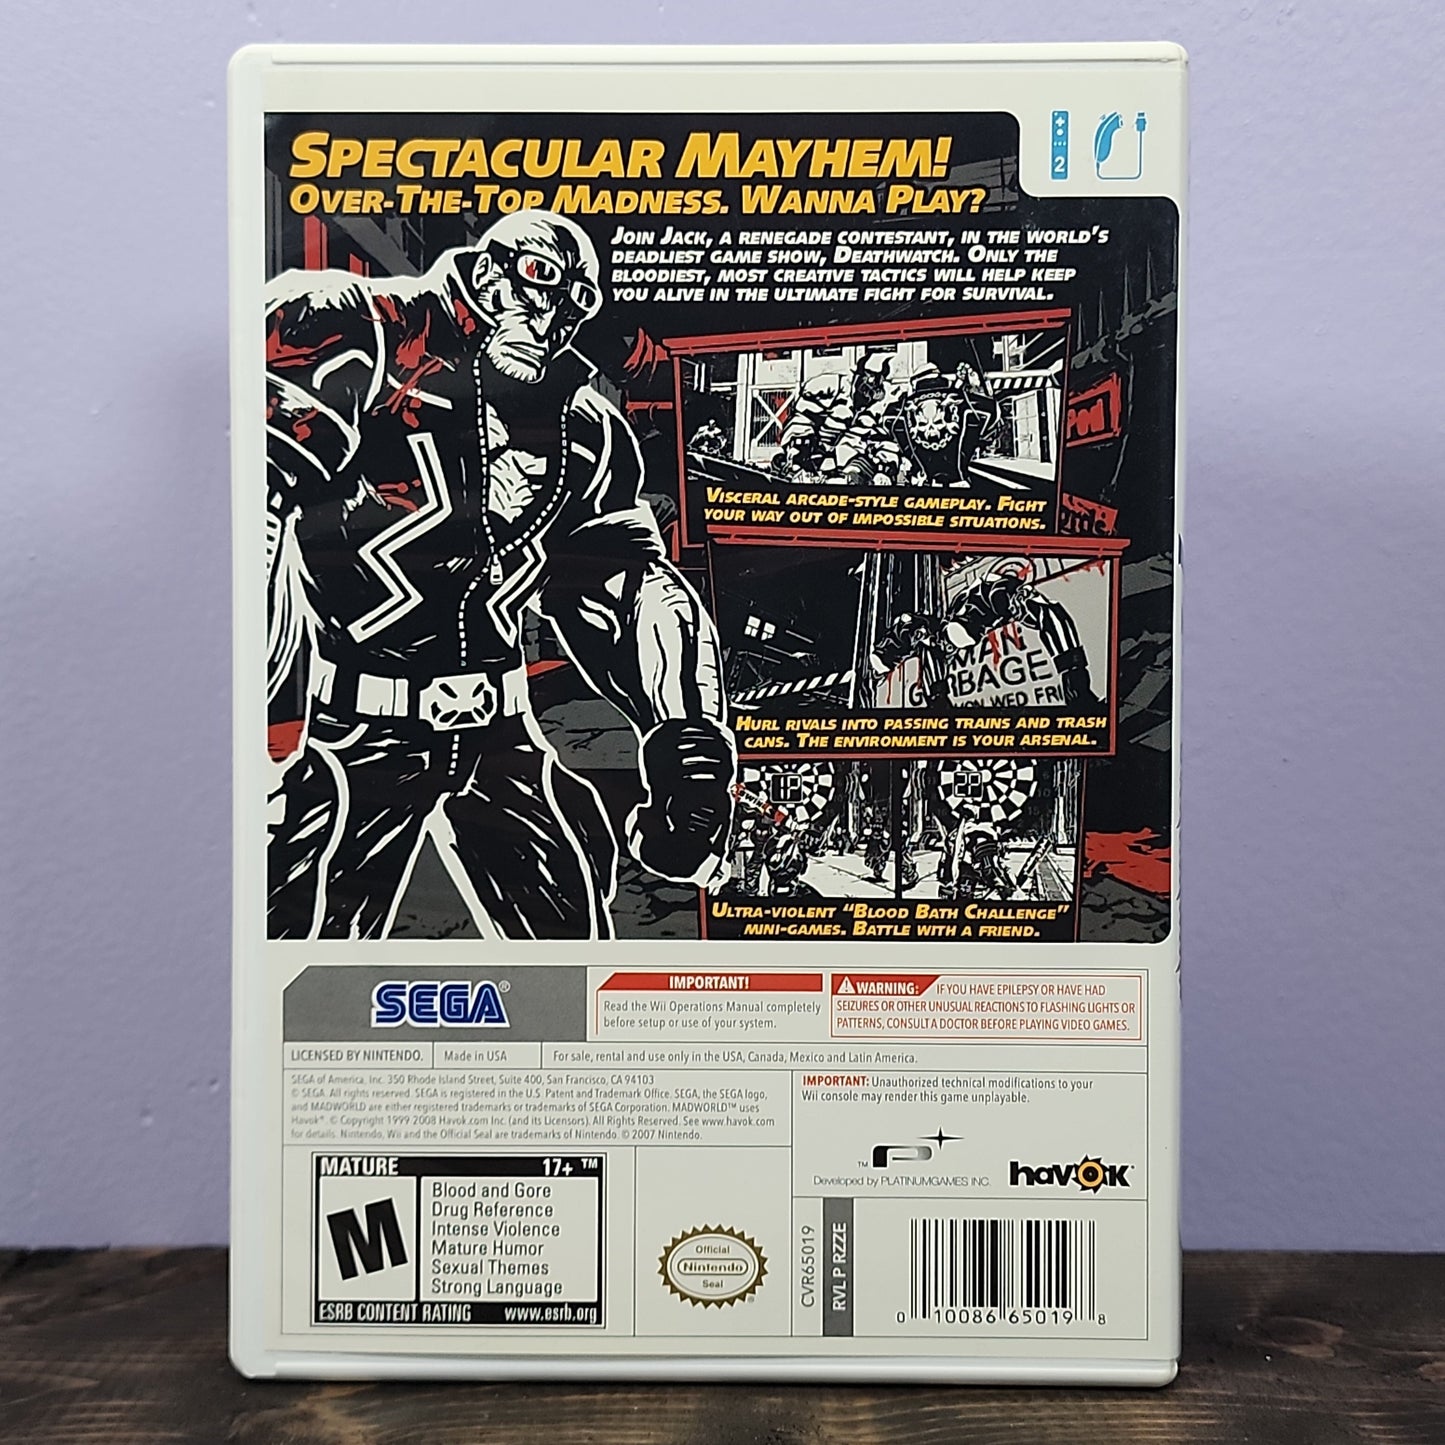 2
SPECTACULAR MAYHEM!
OVER-THE-TOP MADNESS. WANNA PLAY?
JOIN JACK, A RENEGADE CONTESTANT, IN THE WORLD'S
DEADLIEST GAME SHOW, DEATHWATCH. ONLY THE
BLOODIEST, MOST CREATIVE TACTICS WILL HELP KEEP
YOU ALIVE IN THE ULTIMATE FIGHT FOR SURVIVAL.
VISCERAL ARCADE-STYLE GAMEPLAY. FIGHT
YOUR WAY OUT OF IMPOSSIBLE SITUATIONS.
MAN
GARBAGE
MON WED FRI
HURL RIVALS INTO PASSING TRAINS AND TRASH
CANS. THE ENVIRONMENT IS YOUR ARSENAL.
1P
2P
ULTRA-VIOLENT "BLOOD BATH CHALLENGE"
MINI-GAMES. BATTLE WITH A FRIEND.
SEGA®
IMPORTANT!
Read the Wii Operations Manual completely
before setup or use of your system.
WARNING: IF YOU HAVE EPILEPSY OR HAVE HAD
SEIZURES OR OTHER UNUSUAL REACTIONS TO FLASHING LIGHTS OR
PATTERNS, CONSULT A DOCTOR BEFORE PLAYING VIDEO GAMES.
LICENSED BY NINTENDO.
Made in USA
For sale, rental and use only in the USA, Canada, Mexico and Latin America.
SEGA of America, Inc. 350 Rhode Island Street, Suite 400, San Francisco, CA 94103
© SEGA. All rights reserved. SEGA is registered in the U.S. Patent and Trademark Office. SEGA, the SEGA logo,
and MADWORLD are either registered trademarks or trademarks of SEGA Corporation. MADWORLD™ uses
Havok®. © Copyright 1999-2008 Havok.com Inc. (and its Licensors). All Rights Reserved. See www.havok.com
for details. Nintendo, Wii and the Official Seal are trademarks of Nintendo. © 2007 Nintendo.
IMPORTANT: Unauthorized technical modifications to your
Wii console may render this game unplayable.
TM
Developed by PLATINUMGAMES INC.
havok
MATURE 17+ ™
M
Blood and Gore
Drug Reference
Intense Violence
Mature Humor
Sexual Themes
Strong Language
ESRB CONTENT RATING www.esrb.org
Official
Nintendo
Seal
CVR65019
RVL P RZZE
0 10086 65019 8